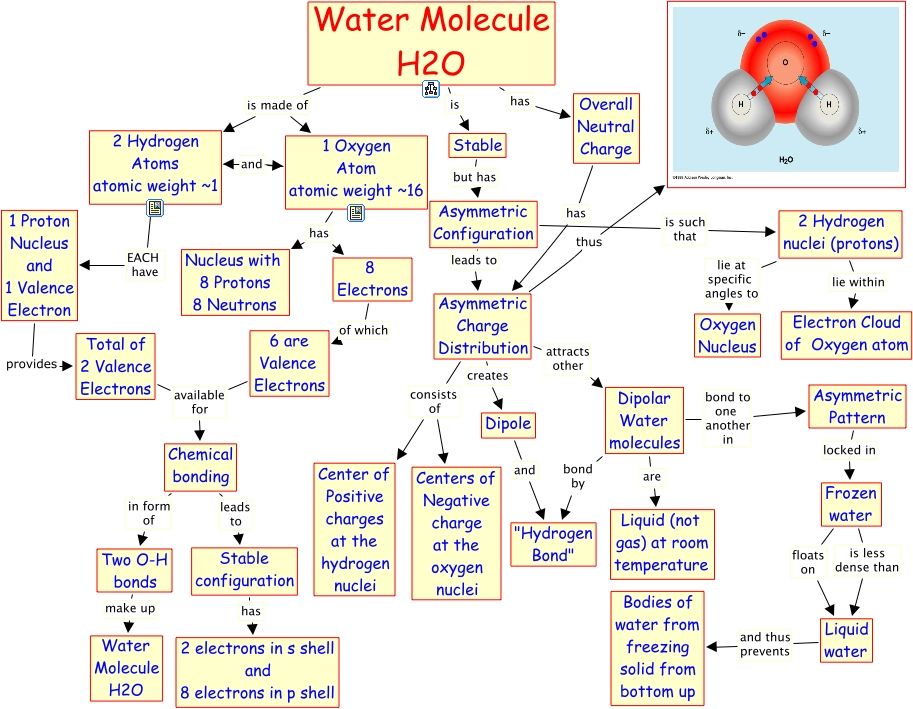 Water Molecule
H2O
is made of
is
has
Overall
Neutral
Charge
δ−
δ−
O
H
H
δ+
δ+
H₂O
2 Hydrogen
Atoms
atomic weight ~1
and
1 Oxygen
Atom
atomic weight ~16
Stable
but has
Asymmetric
Configuration
has
thus
is such
that
2 Hydrogen
nuclei (protons)
1 Proton
Nucleus
and
1 Valence
Electron
EACH
have
has
Nucleus with
8 Protons
8 Neutrons
8
Electrons
leads to
lie at
specific
angles to
lie within
Oxygen
Nucleus
Electron Cloud
of Oxygen atom
of which
Asymmetric
Charge
Distribution
provides
Total of
2 Valence
Electrons
6 are
Valence
Electrons
available
for
attracts
other
creates
consists
of
Dipole
Dipolar
Water
molecules
bond to
one
another
in
Asymmetric
Pattern
locked in
Chemical
bonding
in form
of
leads
to
Center of
Positive
charges
at the
hydrogen
nuclei
Centers of
Negative
charge
at the
oxygen
nuclei
and
bond
by
are
"Hydrogen
Bond"
Liquid (not
gas) at room
temperature
Frozen
water
floats
on
is less
dense than
Two O-H
bonds
Stable
configuration
make up
has
Water
Molecule
H2O
2 electrons in s shell
and
8 electrons in p shell
Bodies of
water from
freezing
solid from
bottom up
and thus
prevents
Liquid
water